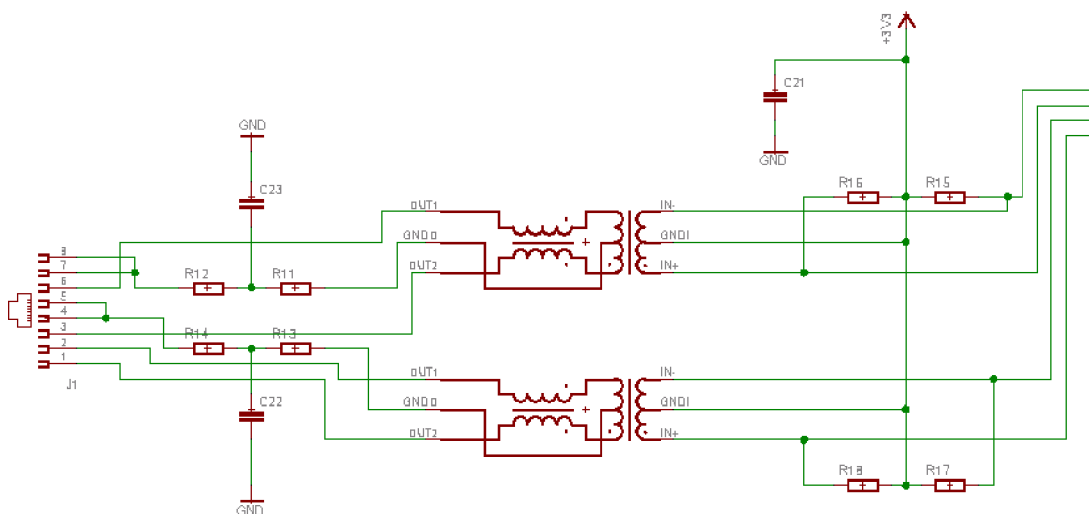 +3V3
C21
GND
GND
C23
R16
R15
OUT1
IN-
GND0
GNDI
8
7
R12
R11
OUT2
IN+
6
5
4
3
R14
R13
2
1
J1
OUT1
IN-
C22
GND0
GNDI
OUT2
IN+
R18
R17
GND